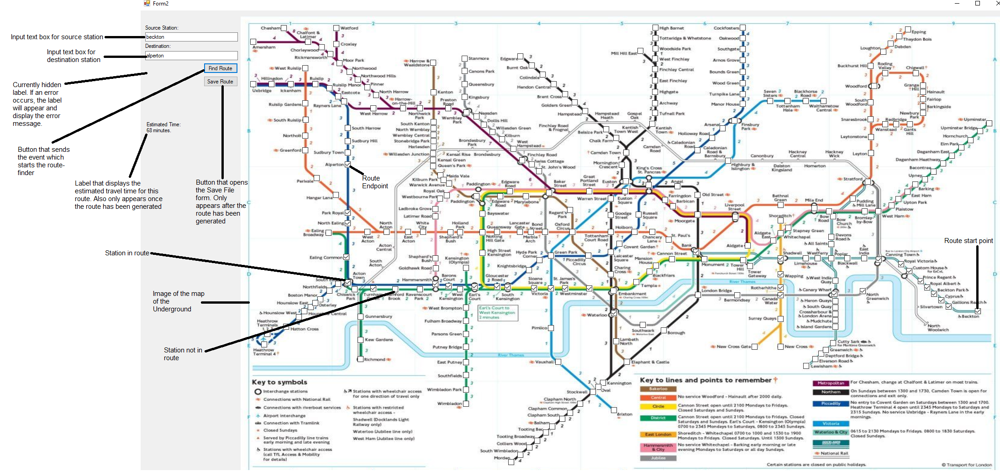 Form2
Source Station:
beckton
Destination:
alperton
Find Route
Save Route
Estimated Time:
68 minutes.
Input text box for source station
Input text box for
destination station
Currently hidden
label. If an error
occurs, the label
will appear and
display the error
message.
Button that sends
the event which
starts the route-
finder
Label that displays the
estimated travel time for this
route. Also only appears once
the route has been generated
Button that opens
the Save File
form. Only
appears after the
route has been
generated
Station in route
Image of the map
of the
Underground
Station not in
route
Route
Endpoint
Route start point
1 2 3 4 5 6 7 8 9
A
B
C
D
E
F
Chesham
Chalfont &
Latimer
Watford
Amersham
Chorleywood
Croxley
Rickmansworth
Moor Park
Northwood
West Ruislip
Northwood Hills
Hillingdon
Ruislip
Ruislip Manor
Pinner
Uxbridge
Ickenham
Eastcote
North Harrow
Harrow-
on-the-Hill
Ruislip Gardens
Rayners Lane
West Harrow
Northwick
Park
Preston
Road
Wembley
Park
South Ruislip
South Harrow
Northolt
Sudbury Hill
Greenford
Sudbury Town
Alperton
Perivale
Hanger Lane
Park Royal
North Ealing
Ealing
Broadway
West
Acton
North
Acton
East
Acton
White
City
Shepherd's
Bush
Holland
Park
Notting
Hill Gate
Queensway
Lancaster
Gate
Marble
Arch
Bond
Street
Oxford
Circus
Tottenham
Court Road
Holborn
Chancery
Lane
St. Paul's
Bank
Harrow &
Wealdstone
Kenton
South Kenton
North Wembley
Wembley Central
Stonebridge Park
Harlesden
Willesden Junction
Kensal Green
Queen's Park
Kilburn Park
Maida Vale
Warwick Avenue
Royal Oak
Westbourne Park
Ladbroke Grove
Latimer Road
Paddington
Paddington
Edgware
Road
Edgware
Road
Marylebone
Baker
Street
Regent's
Park
Stanmore
Canons Park
Queensbury
Kingsbury
Neasden
Dollis Hill
Willesden Green
Kilburn
West
Hampstead
Finchley Road
Swiss Cottage
St. John's Wood
Brondesbury
Park
Kensal Rise
Brondesbury
Finchley Road
& Frognal
Hampstead
Heath
Gospel
Oak
Edgware
Burnt Oak
Colindale
Hendon Central
Brent Cross
Golders Green
Hampstead
Belsize Park
Chalk Farm
Camden Town
Mornington
Crescent
Euston
Kentish
Town West
Kentish
Town
Camden
Road
Mill Hill East
High Barnet
Totteridge & Whetstone
Woodside Park
West Finchley
Finchley Central
East Finchley
Highgate
Archway
Tufnell Park
Cockfosters
Oakwood
Southgate
Arnos Grove
Bounds Green
Wood Green
Turnpike Lane
Manor House
Arsenal
Finsbury
Park
Holloway Road
Caledonian
Road
Caledonian
Road &
Barnsbury
Highbury &
Islington
Canonbury
Dalston
Kingsland
Hackney
Central
Homerton
Hackney
Wick
Seven
Sisters
Tottenham
Hale
Blackhorse
Road
Walthamstow
Central
Epping
Theydon Bois
Debden
Loughton
Buckhurst Hill
Roding
Valley
Chigwell
Grange
Hill
Hainault
Fairlop
Barkingside
Newbury
Park
Gants
Hill
Redbridge
Wanstead
Woodford
South
Woodford
Snaresbrook
Leytonstone
Leyton
Stratford
Upminster
Upminster Bridge
Hornchurch
Elm Park
Dagenham East
Dagenham Heathway
Becontree
Upney
Barking
East Ham
Upton Park
Plaistow
West Ham
Bromley-
by-Bow
Bow
Road
Bow
Church
Pudding
Mill Lane
Mile End
Bethnal
Green
Liverpool
Street
Shoreditch
Stepney Green
Whitechapel
Aldgate
East
Aldgate
Moorgate
Barbican
Farringdon
King's Cross
St. Pancras
Angel
Old Street
Great
Portland
Street
Warren Street
Euston
Square
Goodge
Street
Russell
Square
Covent Garden
Leicester
Square
Piccadilly
Circus
Green Park
Hyde Park
Corner
Knightsbridge
Bayswater
High Street
Kensington
Gloucester
Road
South
Kensington
Sloane
Square
Victoria
St. James's
Park
Westminster
Embankment
Charing
Cross
Temple
Blackfriars
Mansion
House
Cannon Street
Monument
Tower
Hill
Fenchurch Street 150m
Tower
Gateway
Shadwell
Limehouse
Westferry
Poplar
Blackwall
East
India
Canning Town
Devons
Road
All Saints
Royal Victoria
Custom House
for ExCeL
Prince Regent
Royal Albert
Beckton Park
Cyprus
Gallions Reach
Beckton
Silvertown
North
Woolwich
North
Greenwich
West India
Quay
Canary Wharf
Heron Quays
South Quay
Crossharbour &
London Arena
Mudchute
Island Gardens
Cutty Sark
for Maritime Greenwich
Greenwich
Deptford Bridge
Elverson Road
Lewisham
Wapping
Rotherhithe
Canada
Water
Surrey Quays
New Cross Gate
New Cross
Bermondsey
London Bridge
Southwark
Waterloo
Borough
Lambeth
North
Elephant & Castle
Kennington
Oval
Stockwell
Clapham North
Clapham Common
Clapham South
Balham
Tooting Bec
Tooting Broadway
Colliers Wood
South Wimbledon
Morden
Brixton
Vauxhall
Pimlico
River Thames
River Thames
Ealing Common
Acton
Central
South
Acton
Acton
Town
Chiswick
Park
Ravenscourt
Park
Hammersmith
Barons
Court
West
Kensington
Earl's
Court
Kensington
(Olympia)
Shepherd's
Bush
Goldhawk Road
Northfields
Boston Manor
Osterley
Hounslow East
Hounslow West
Hatton Cross
Heathrow
Terminals
Heathrow
Terminal 4
Gunnersbury
Kew Gardens
Richmond
West Brompton
Fulham Broadway
Parsons Green
Putney Bridge
East Putney
Southfields
Wimbledon Park
Wimbledon
Earl's Court to
West Kensington
2 minutes
Key to symbols
Interchange stations
Connections with National Rail
Connections with riverboat services
Airport interchange
Connection with Tramlink
Closed Sundays
Served by Piccadilly line trains
early morning and late evening
Stations with wheelchair access
(call TfL Access & Mobility
for details)
Stations with wheelchair access
for one direction of travel only
Stations with restricted
wheelchair access -
Shadwell (Docklands Light
Railway only)
Waterloo (Jubilee line only)
West Ham (Jubilee line only)
Key to lines and points to remember †
Bakerloo
Central
No service Woodford - Hainault after 2000 daily.
Circle
Cannon Street open until 2100 Mondays to Fridays.
Closed Saturdays and Sundays.
District
Cannon Street open until 2100 Mondays to Fridays. Closed
Saturdays and Sundays. Earl's Court - Kensington (Olympia)
0700 to 2345 Mondays to Saturdays, 0800 to 2345 Sundays.
East London
Shoreditch - Whitechapel 0700 to 1000 and 1530 to 1900
Mondays to Fridays. Closed Saturdays. Until 1500 Sundays.
Hammersmith
& City
No service Whitechapel - Barking early morning or late
evening Mondays to Saturdays or all day Sundays.
Jubilee
Metropolitan
For Chesham, change at Chalfont & Latimer on most trains.
Northern
On Sundays between 1300 and 1730, Camden Town is open for
connections and exit only.
Piccadilly
No entry to Covent Garden on Saturdays between 1300 and 1700.
Heathrow Terminal 4 open until 2345 Mondays to Saturdays and
2315 Sundays. No service Uxbridge - Rayners Lane in the early
mornings.
Victoria
Waterloo & City
0615 to 2130 Mondays to Fridays. 0800 to 1830 Saturdays.
Closed Sundays.
DOCKLANDS
National Rail
Certain stations are closed on public holidays.
© Transport for London